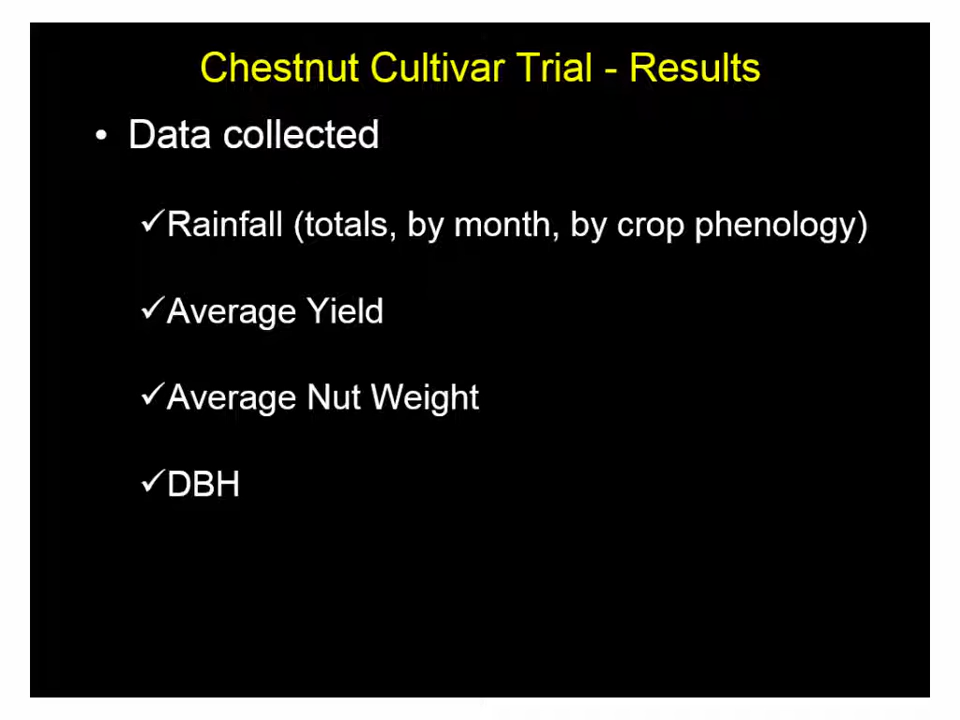 Chestnut Cultivar Trial - Results
• Data collected
✓Rainfall (totals, by month, by crop phenology)
✓Average Yield
✓Average Nut Weight
✓DBH